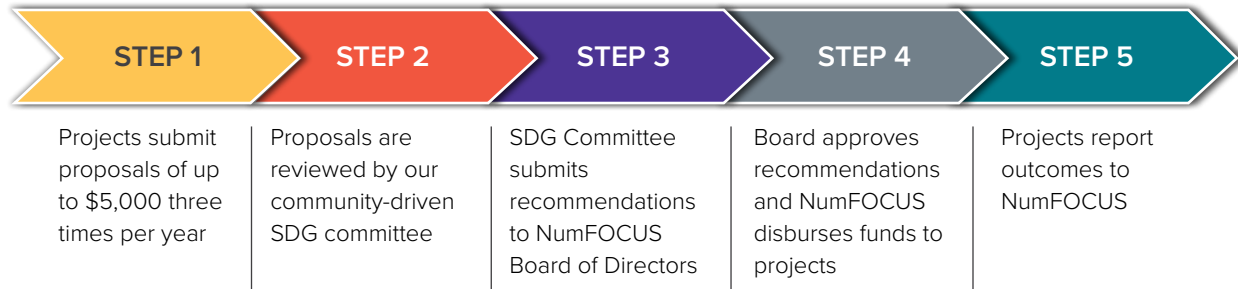 STEP 1
STEP 2
STEP 3
STEP 4
STEP 5
Projects submit
proposals of up
to $5,000 three
times per year
Proposals are
reviewed by our
community-driven
SDG committee
SDG Committee
submits
recommendations
to NumFOCUS
Board of Directors
Board approves
recommendations
and NumFOCUS
disburses funds to
projects
Projects report
outcomes to
NumFOCUS